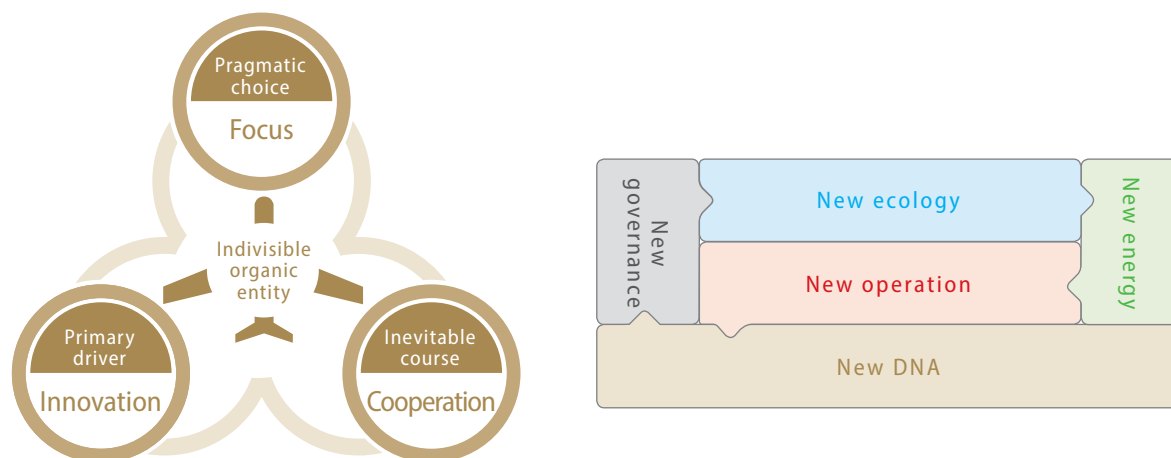 Pragmatic
choice
Focus
Indivisible
organic
entity
Primary
driver
Innovation
Inevitable
course
Cooperation
New
governance
New ecology
New operation
New energy
New DNA